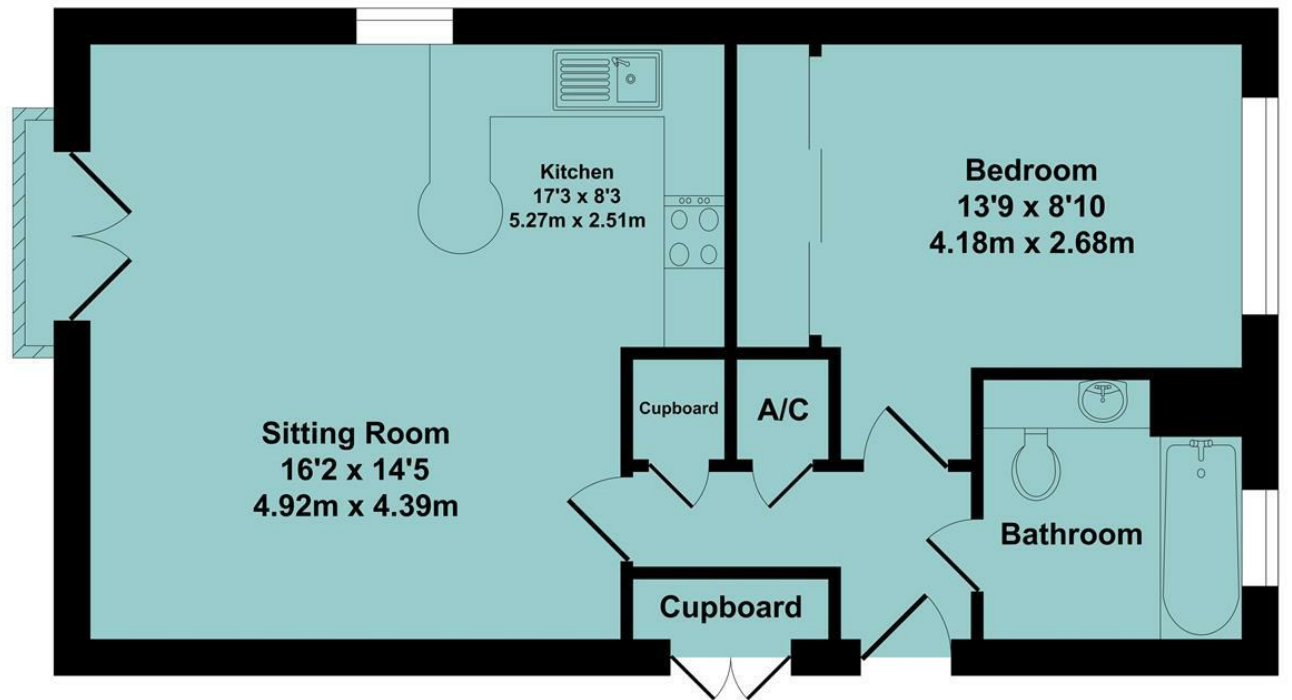 Kitchen
17'3 x 8'3
5.27m x 2.51m
Bedroom
13'9 x 8'10
4.18m x 2.68m
Sitting Room
16'2 x 14'5
4.92m x 4.39m
Cupboard
A/C
Bathroom
Cupboard